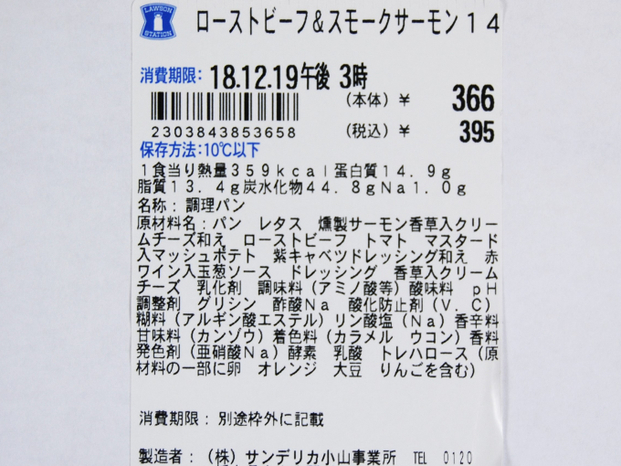 LAWSON
STATION
ローストビーフ＆スモークサーモン１４
消費期限: 18.12.19午後 3時
(本体) ¥ 366
2303843853658
(税込) ¥ 395
保存方法:10℃以下
１食当り熱量３５９ｋｃａｌ蛋白質１４．９ｇ
脂質１３．４ｇ炭水化物４４．８ｇＮａ１．０ｇ
名称：調理パン
原材料名：パン　レタス　燻製サーモン香草入クリー
ムチーズ和え　ローストビーフ　トマト　マスタード
入マッシュポテト　紫キャベツドレッシング和え　赤
ワイン入玉葱ソース　ドレッシング　香草入クリーム
チーズ　乳化剤　調味料（アミノ酸等）酸味料　ｐＨ
調整剤　グリシン　酢酸Ｎａ　酸化防止剤（Ｖ．Ｃ）
糊料（アルギン酸エステル）リン酸塩（Ｎａ）香辛料
甘味料（カンゾウ）着色料（カラメル　ウコン）香料
発色剤（亜硝酸Ｎａ）酵素　乳酸　トレハロース（原
材料の一部に卵　オレンジ　大豆　りんごを含む）
消費期限：別途枠外に記載
製造者：（株）サンデリカ小山事業所　TEL 0120